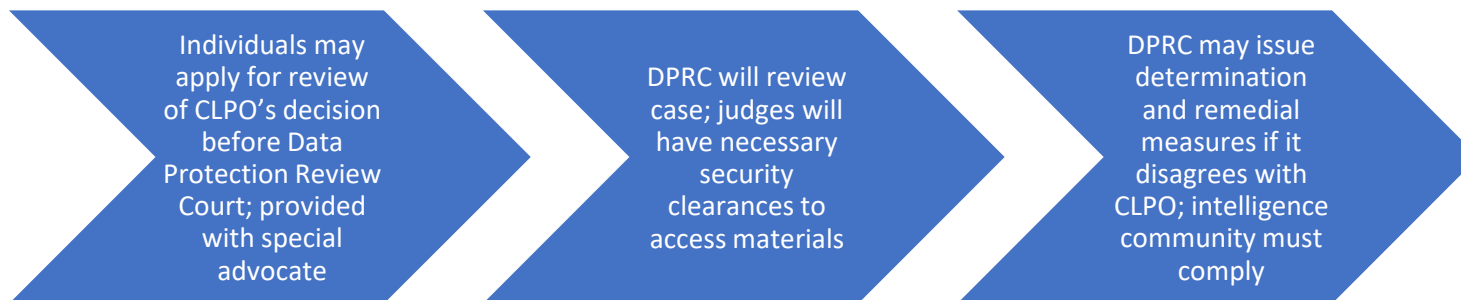 Individuals may
apply for review
of CLPO’s decision
before Data
Protection Review
Court; provided
with special
advocate
DPRC will review
case; judges will
have necessary
security
clearances to
access materials
DPRC may issue
determination
and remedial
measures if it
disagrees with
CLPO; intelligence
community must
comply